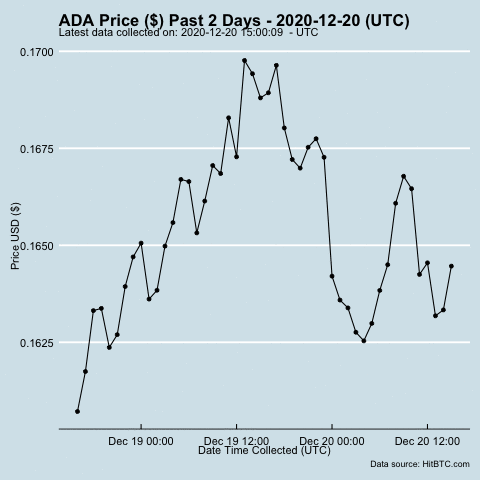 ADA Price ($) Past 2 Days - 2020-12-20 (UTC)
Latest data collected on: 2020-12-20 15:00:09 - UTC
0.1700
0.1675
0.1650
0.1625
Price USD ($)
Dec 19 00:00 Dec 19 12:00 Dec 20 00:00 Dec 20 12:00
Date Time Collected (UTC)
Data source: HitBTC.com